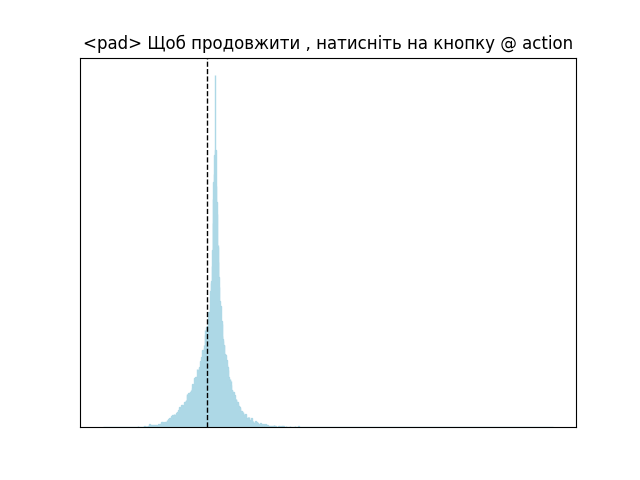 <pad> Щоб продовжити , натисніть на кнопку @ action